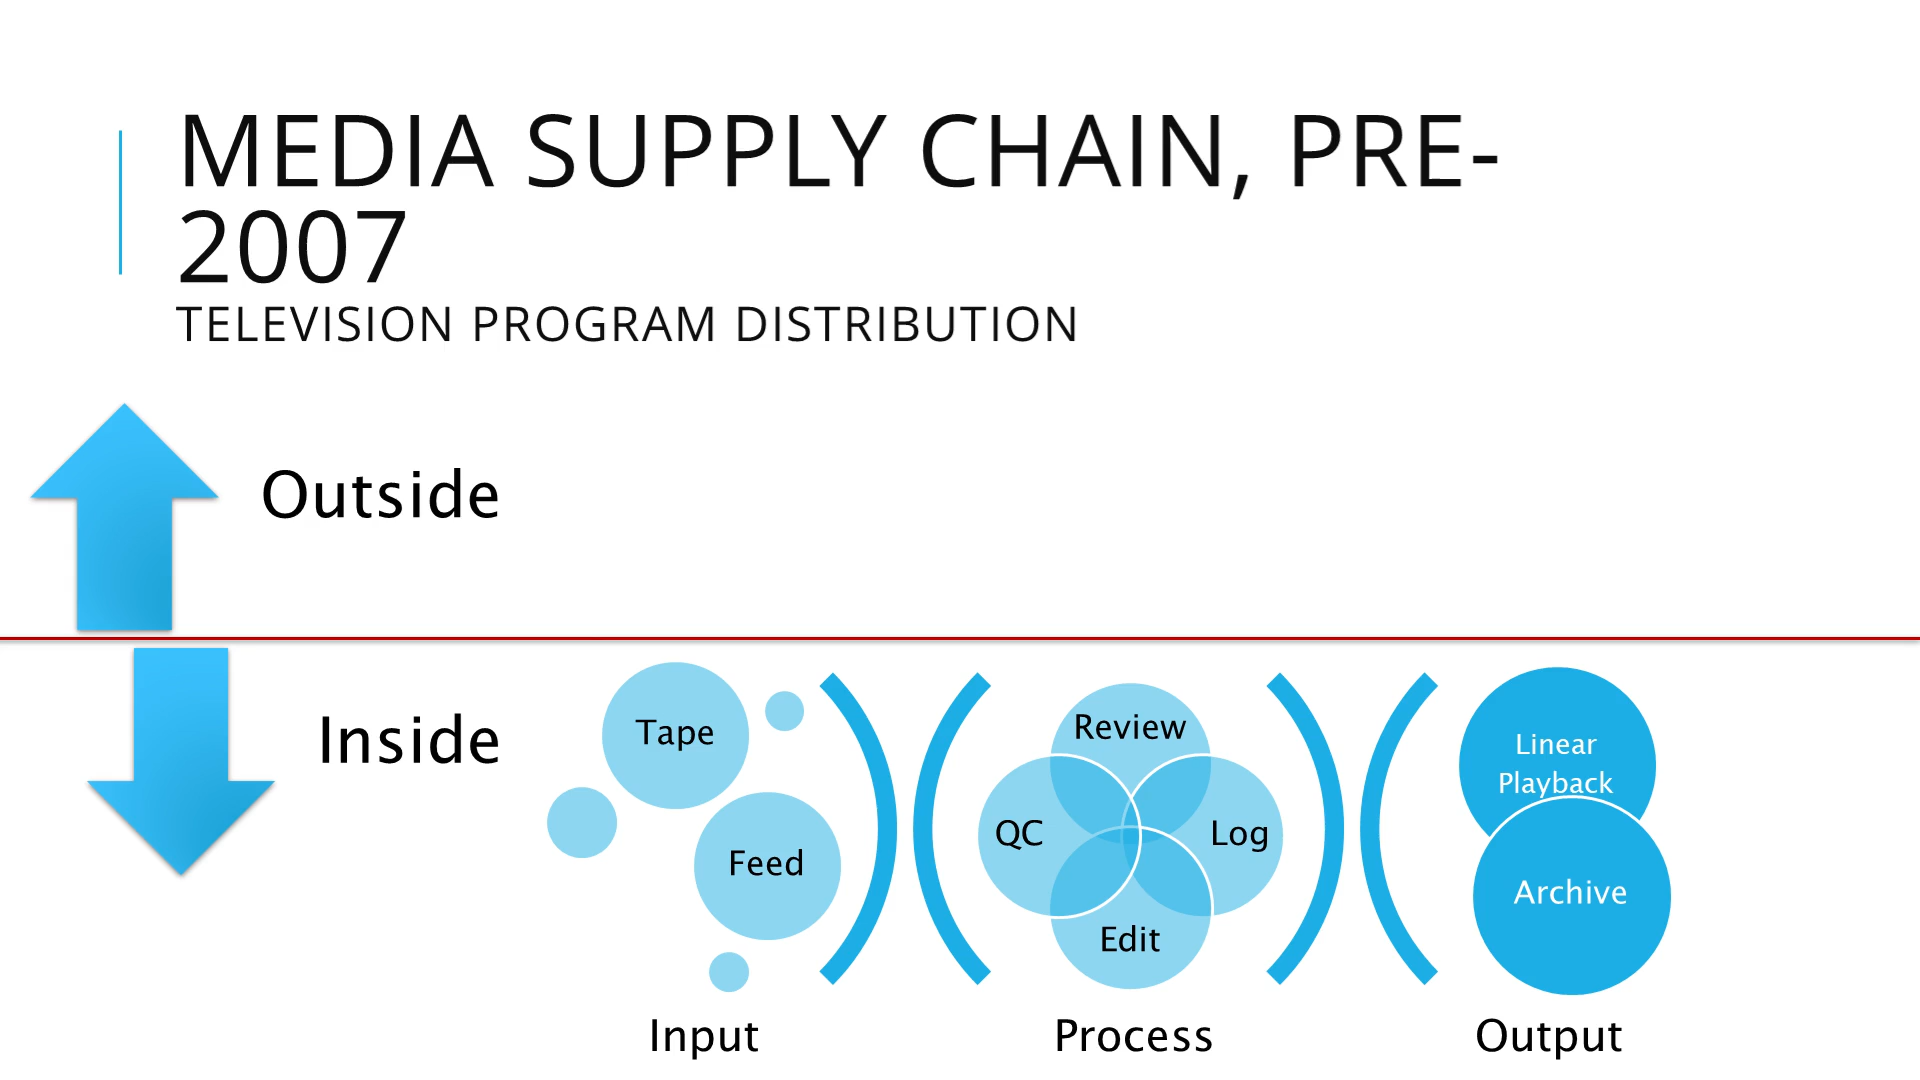 MEDIA SUPPLY CHAIN, PRE-
2007
TELEVISION PROGRAM DISTRIBUTION
Outside
Inside
Tape
Feed
Review
QC
Log
Edit
Linear
Playback
Archive
Input
Process
Output